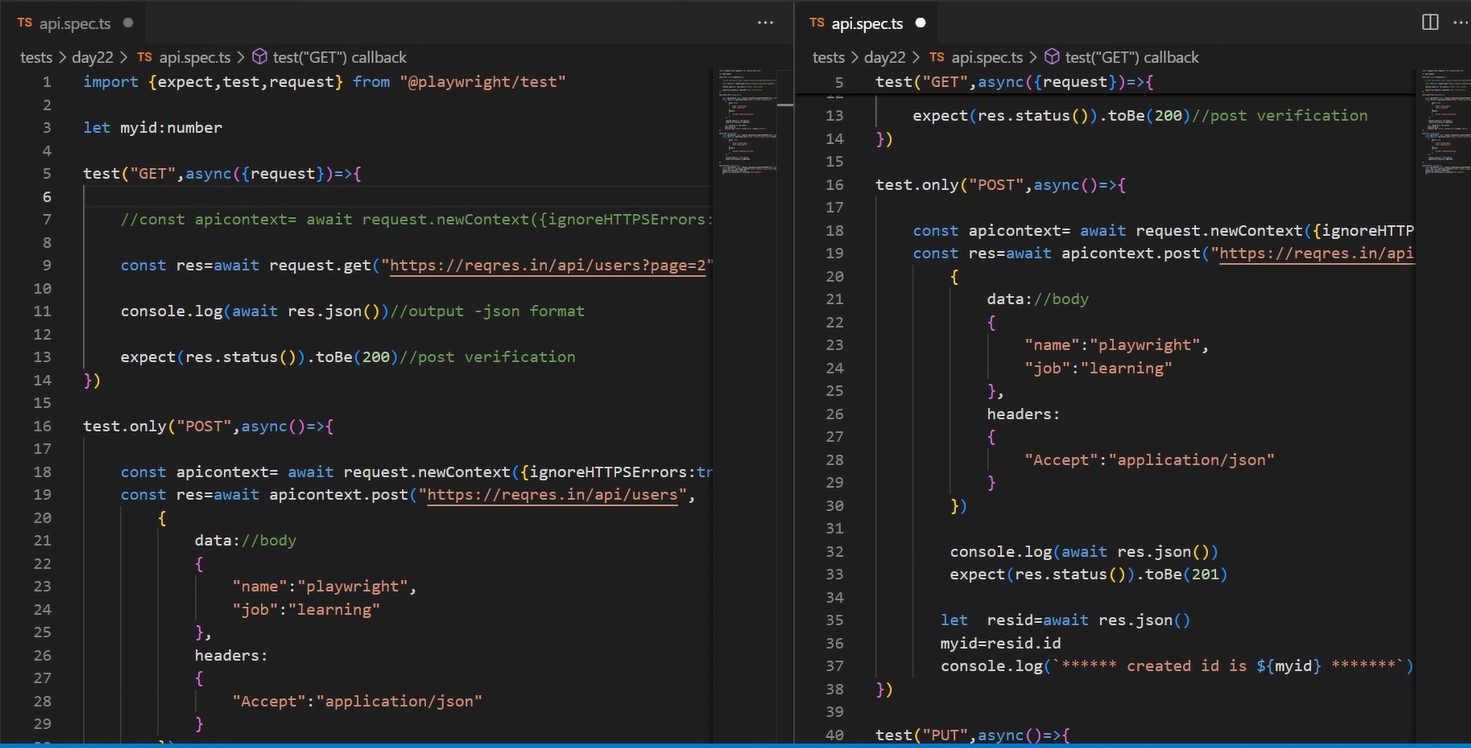 TS api.spec.ts
tests > day22 > TS api.spec.ts > test("GET") callback
1 import {expect,test,request} from "@playwright/test"
2
3 let myid:number
4
5 test("GET",async({request})=>{
6
7 //const apicontext= await request.newContext({ignoreHTTPSErrors:
8
9 const res=await request.get("https://reqres.in/api/users?page=2"
10
11 console.log(await res.json())//output -json format
12
13 expect(res.status()).toBe(200)//post verification
14 })
15
16 test.only("POST",async()=>{
17
18 const apicontext= await request.newContext({ignoreHTTPSErrors:tr
19 const res=await apicontext.post("https://reqres.in/api/users",
20 {
21 data://body
22 {
23 "name":"playwright",
24 "job":"learning"
25 },
26 headers:
27 {
28 "Accept":"application/json"
29 }
TS api.spec.ts
tests > day22 > TS api.spec.ts > test("GET") callback
5 test("GET",async({request})=>{
13 expect(res.status()).toBe(200)//post verification
14 })
15
16 test.only("POST",async()=>{
17
18 const apicontext= await request.newContext({ignoreHTTP
19 const res=await apicontext.post("https://reqres.in/api
20 {
21 data://body
22 {
23 "name":"playwright",
24 "job":"learning"
25 },
26 headers:
27 {
28 "Accept":"application/json"
29 }
30 })
31
32 console.log(await res.json())
33 expect(res.status()).toBe(201)
34
35 let  resid=await res.json()
36 myid=resid.id
37 console.log(`****** created id is ${myid} *******`)
38 })
39
40 test("PUT",async()=>{